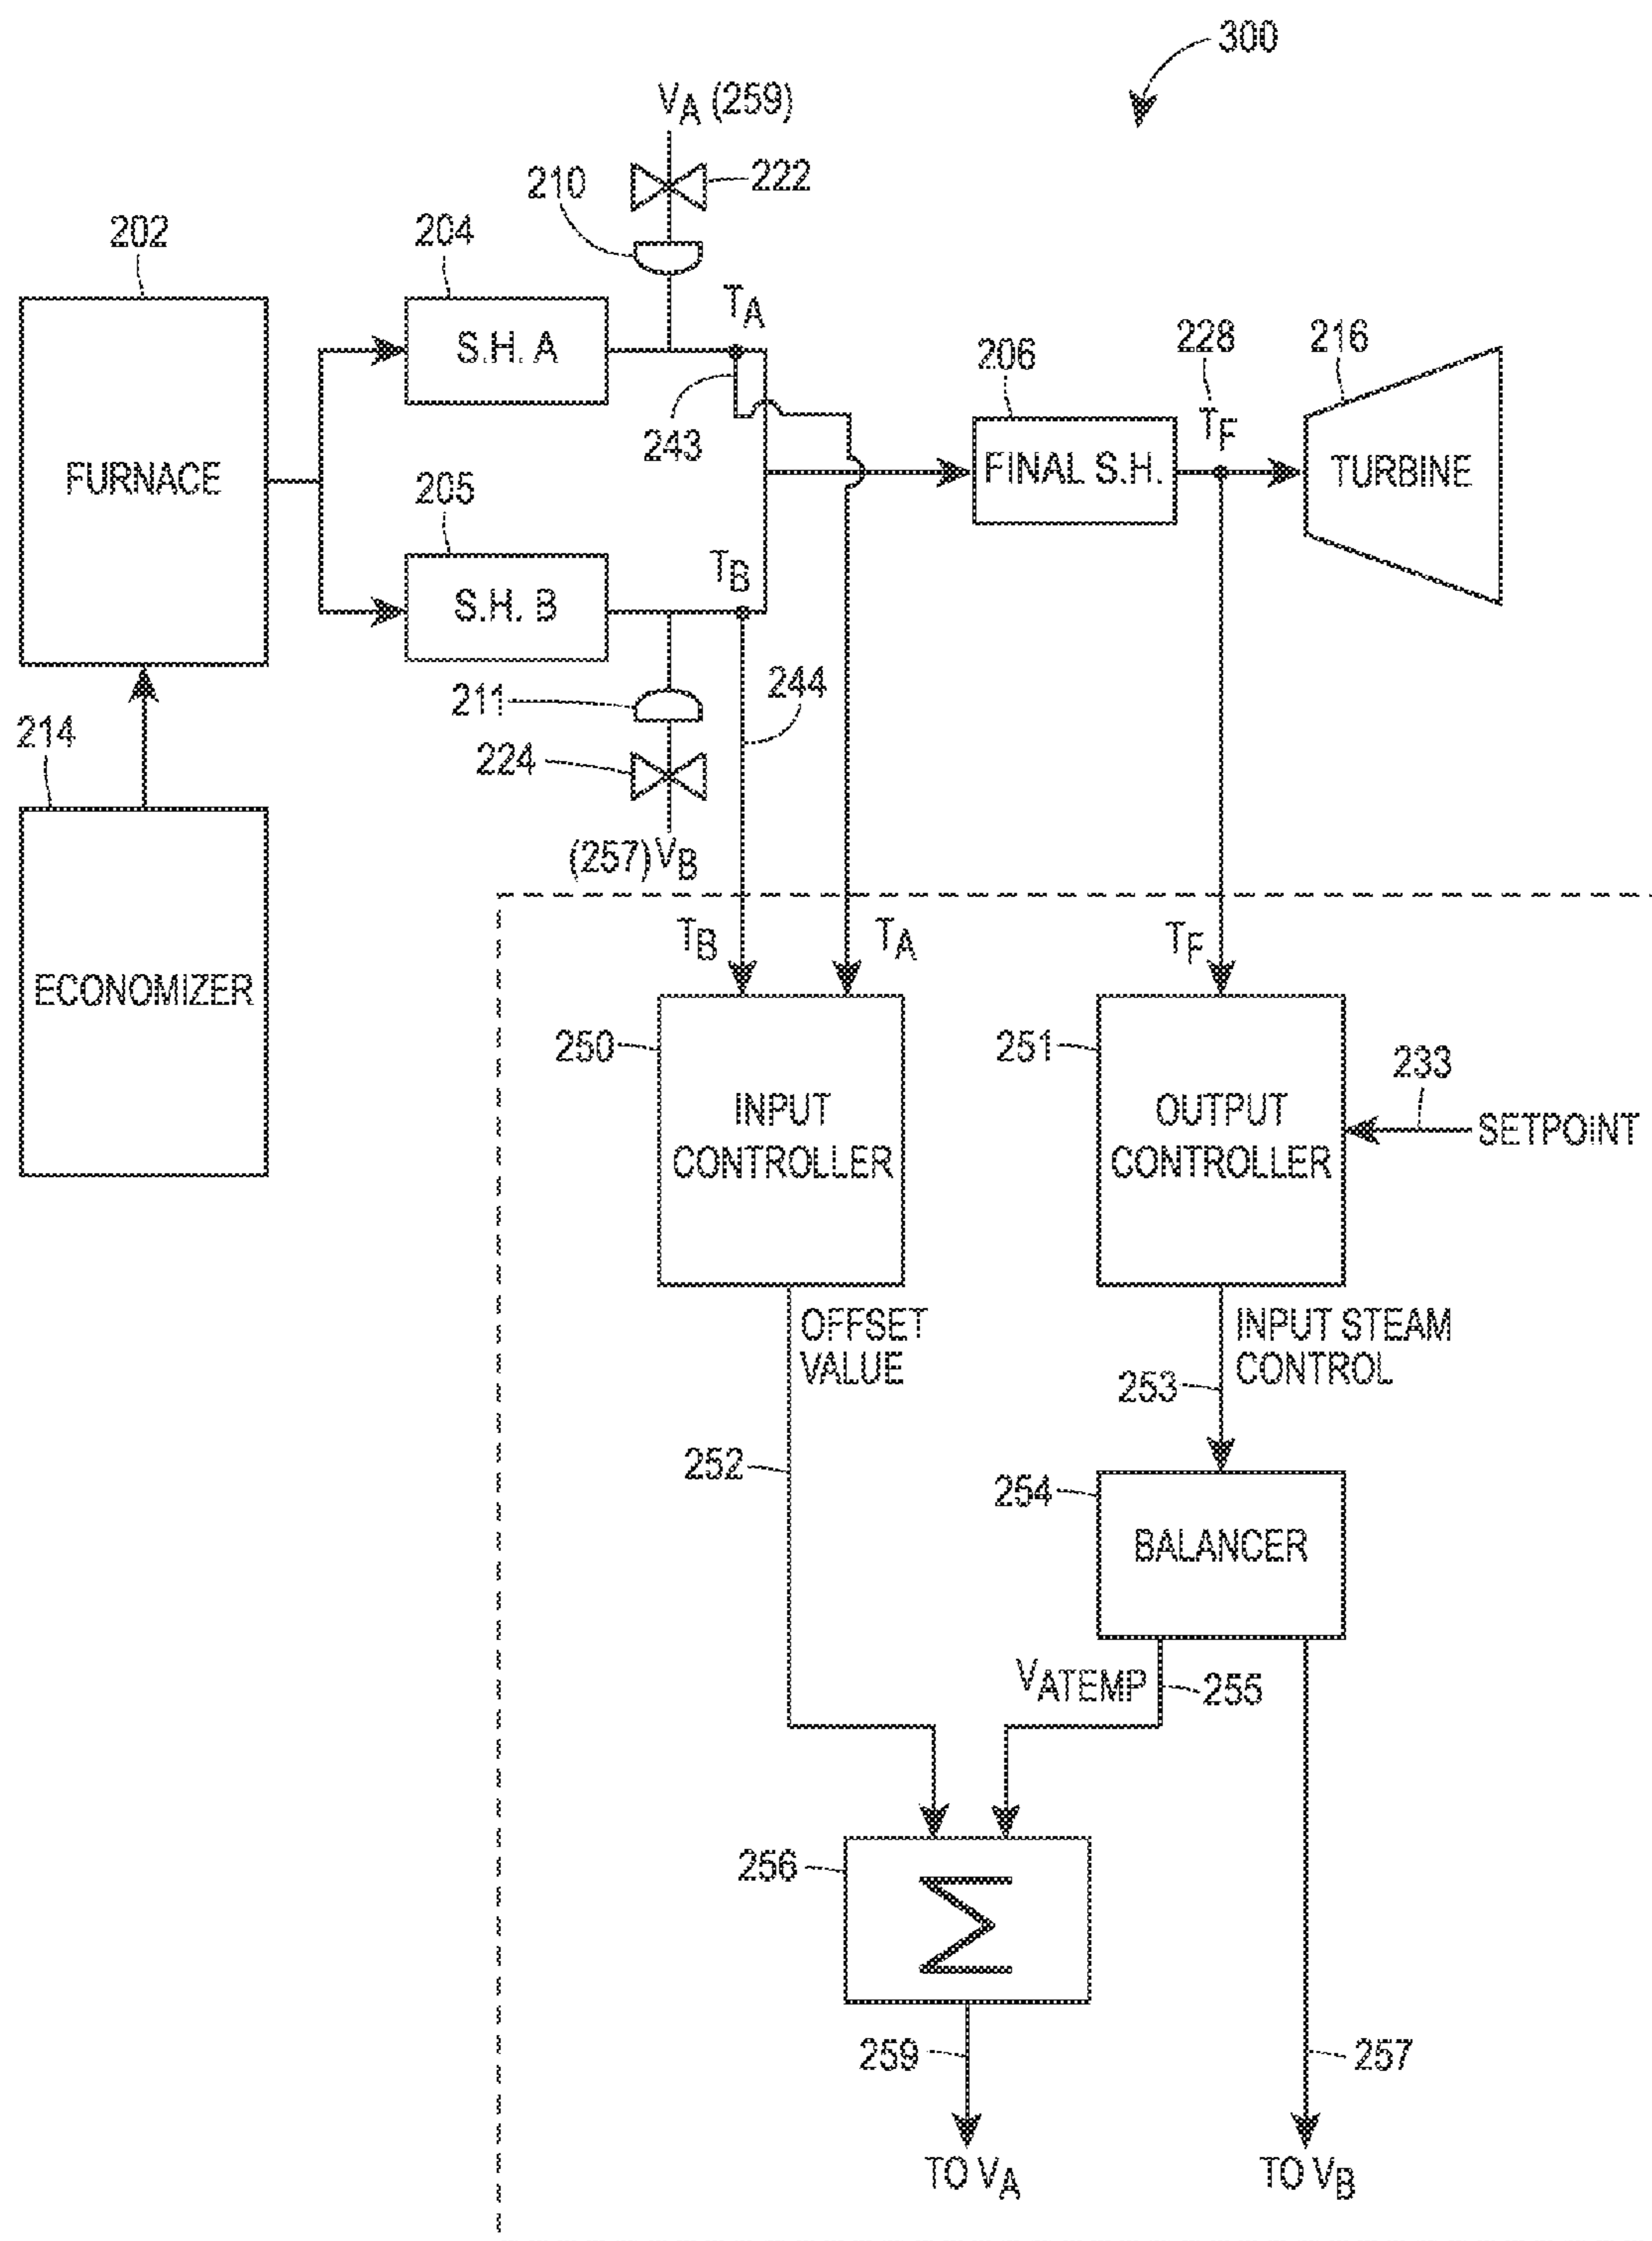 300
VA (259)
210
222
202
204
TA
S.H. A
206
228
216
TF
243
FURNACE
FINAL S.H.
TURBINE
205
TB
S.H. B
211
244
214
224
(257) VB
TB
TA
TF
ECONOMIZER
250
251
233
INPUT
CONTROLLER
OUTPUT
CONTROLLER
SETPOINT
OFFSET
VALUE
INPUT STEAM
CONTROL
253
252
254
BALANCER
VATEMP
255
256
Σ
259
257
TO VA
TO VB